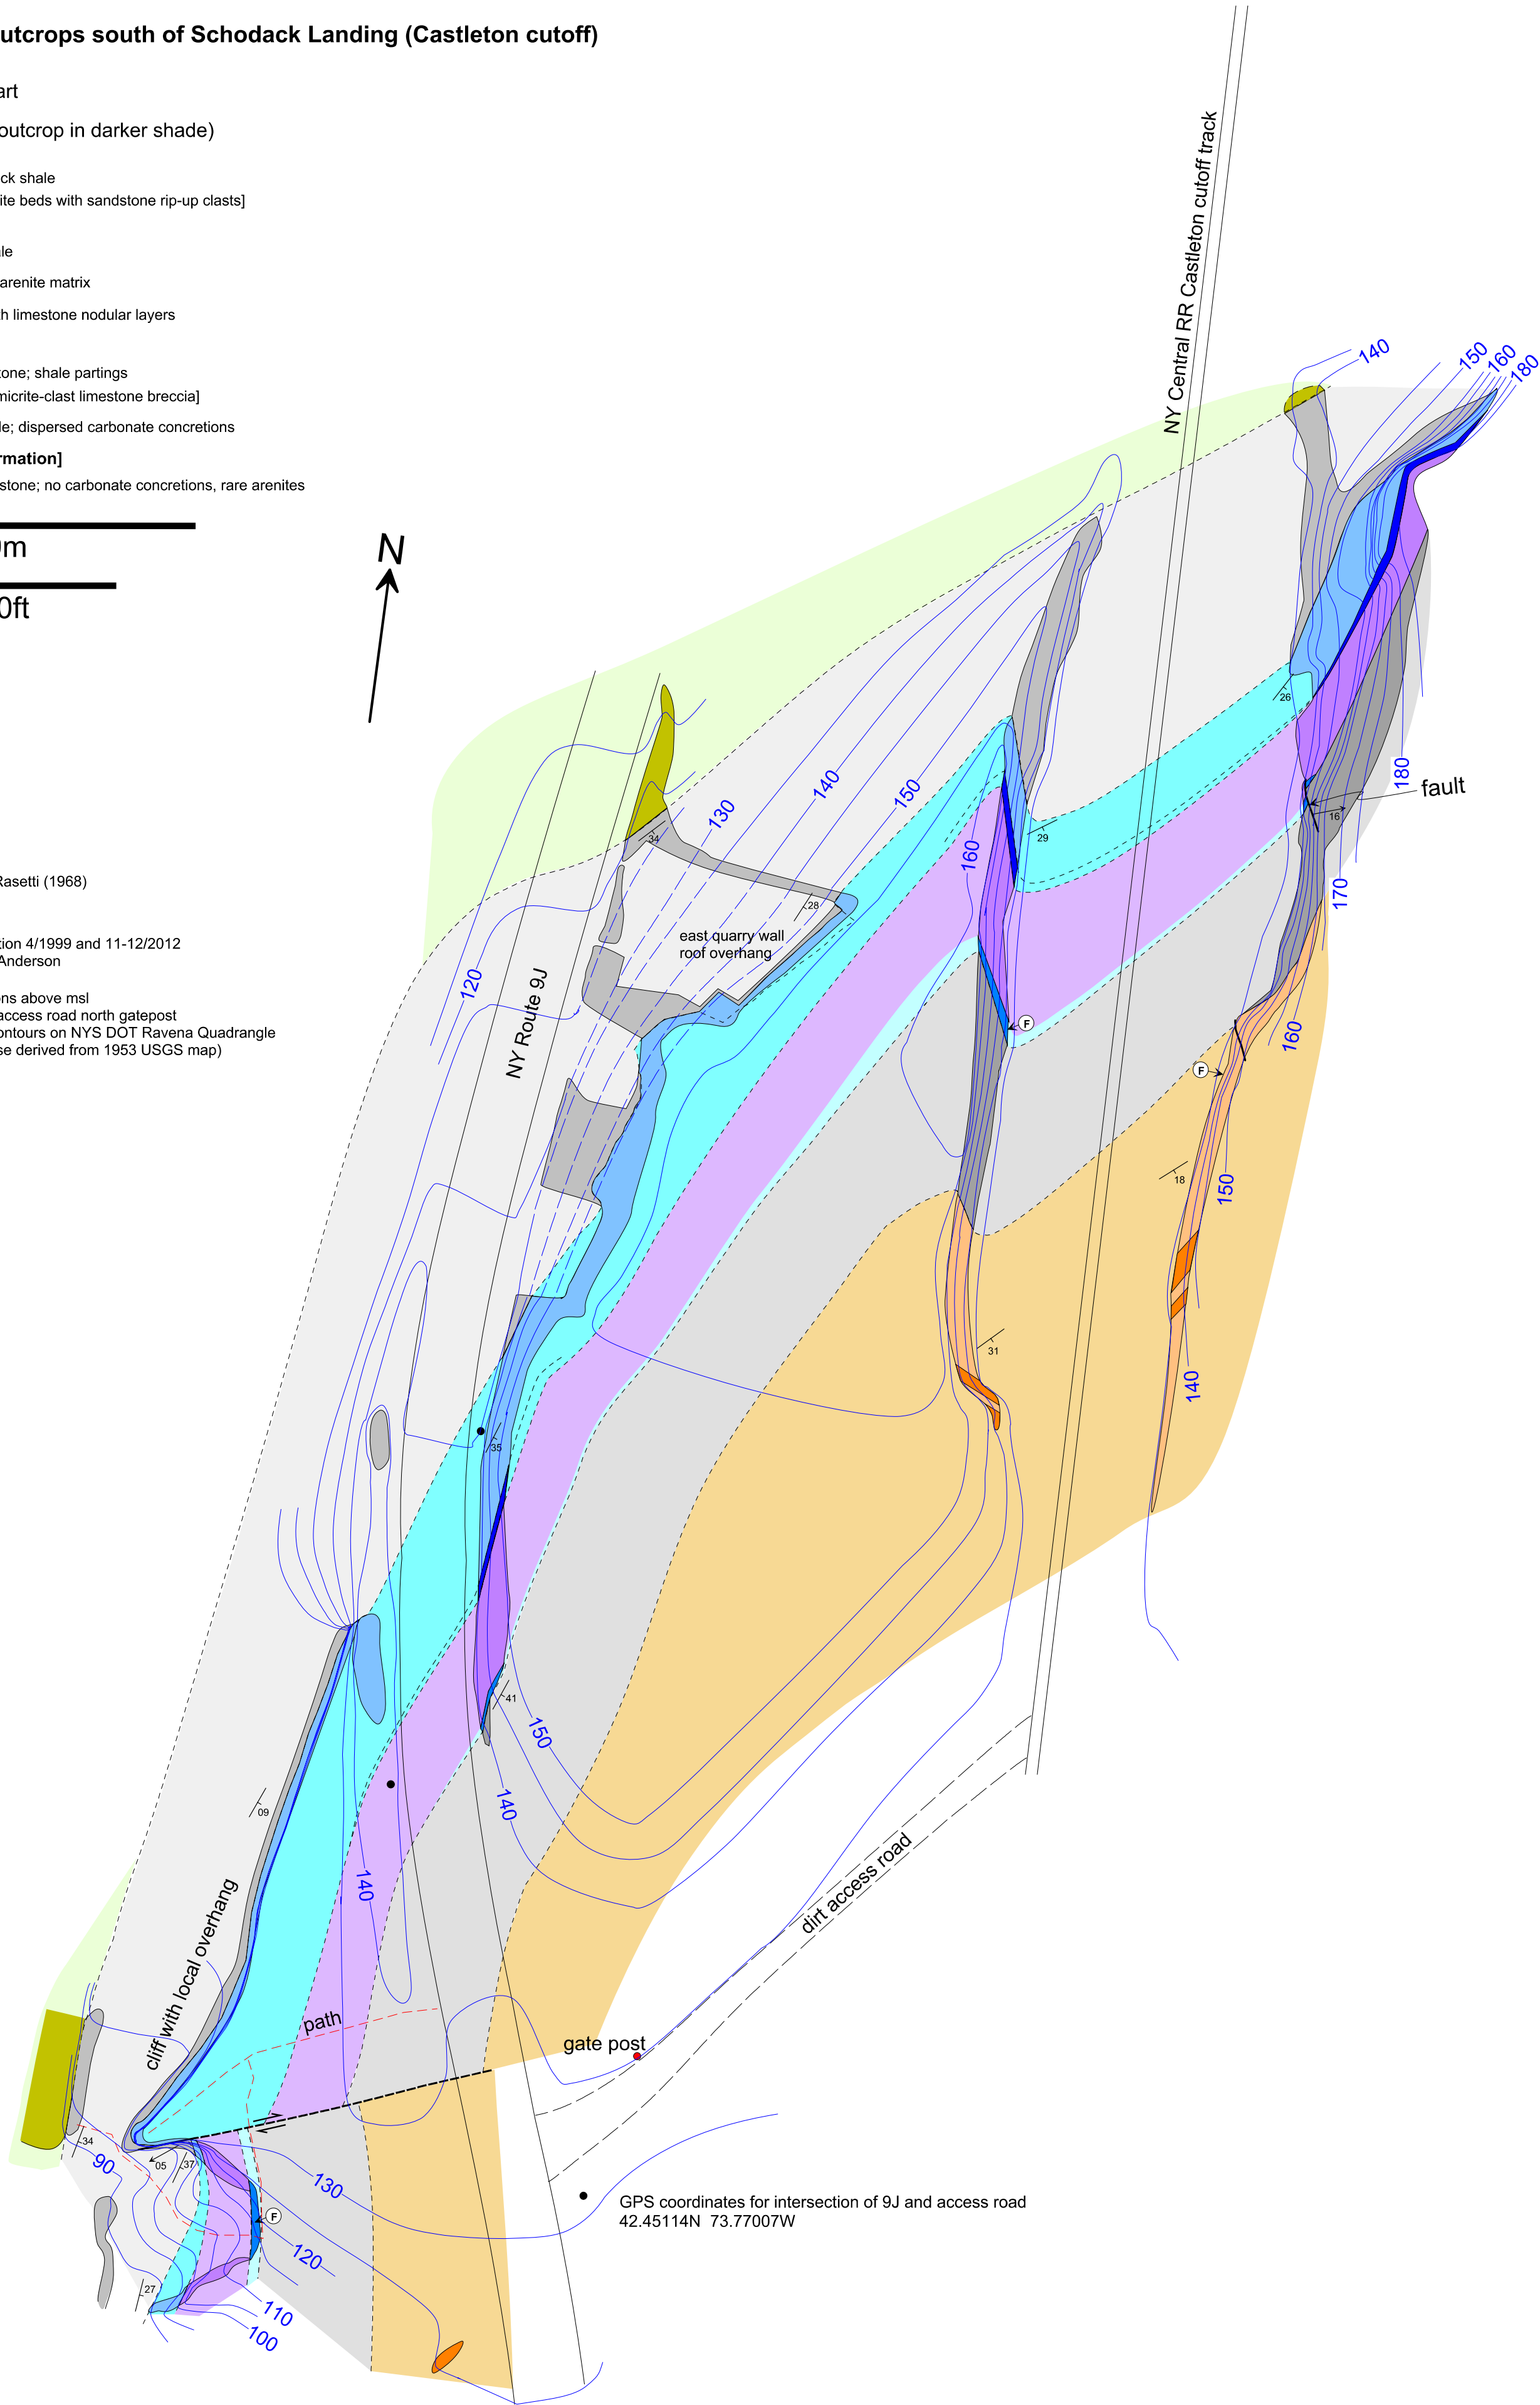 utcrops south of Schodack Landing (Castleton cutoff)
art
outcrop in darker shade)
ck shale
ite beds with sandstone rip-up clasts]
ale
arenite matrix
th limestone nodular layers
tone; shale partings
micrite-clast limestone breccia]
le; dispersed carbonate concretions
rmation]
stone; no carbonate concretions, rare arenites
m
0ft
N
NY Central RR Castleton cutoff track
140
150
160
180
26
180
fault
16
170
160
29
160
150
140
130
120
34
28
east quarry wall
roof overhang
NY Route 9J
Rasetti (1968)
tion 4/1999 and 11-12/2012
Anderson
ons above msl
access road north gatepost
ontours on NYS DOT Ravena Quadrangle
se derived from 1953 USGS map)
F
F
18
150
31
140
35
41
150
140
09
140
cliff with local overhang
dirt access road
path
gate post
34
90
05
37
130
F
120
27
110
100
GPS coordinates for intersection of 9J and access road
42.45114N 73.77007W